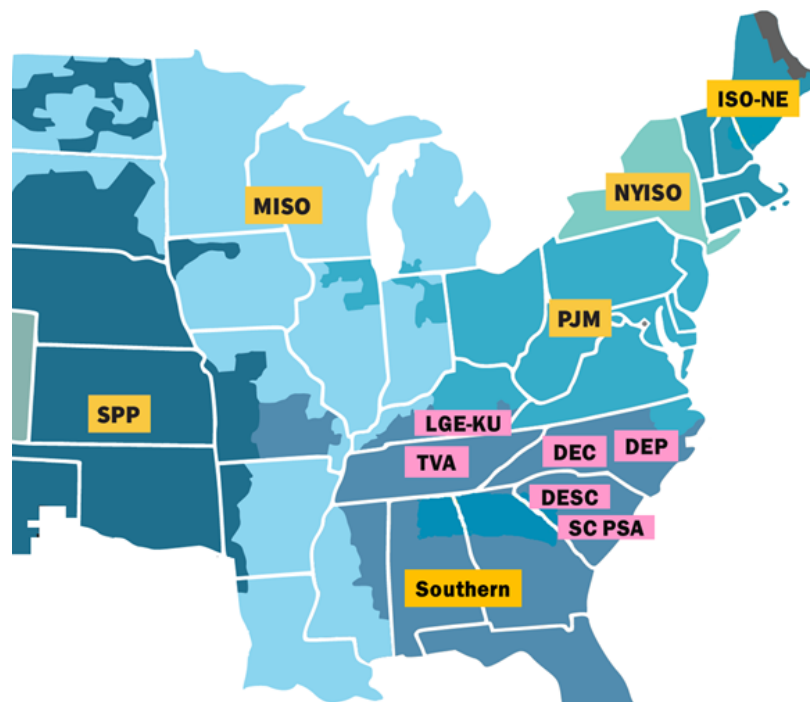 ISO-NE
NYISO
MISO
PJM
SPP
LGE-KU
TVA
DEC
DEP
DESC
SC PSA
Southern